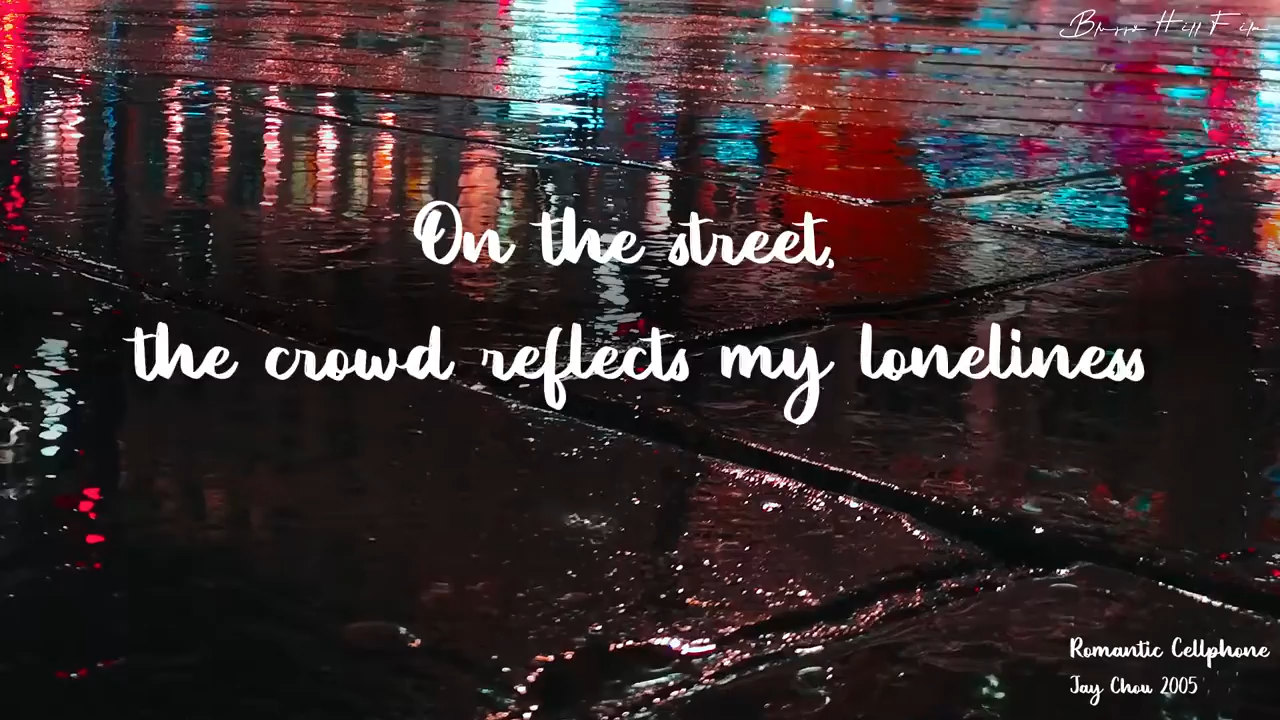 On the street,
the crowd reflects my loneliness
Romantic Cellphone
Jay Chou 2005